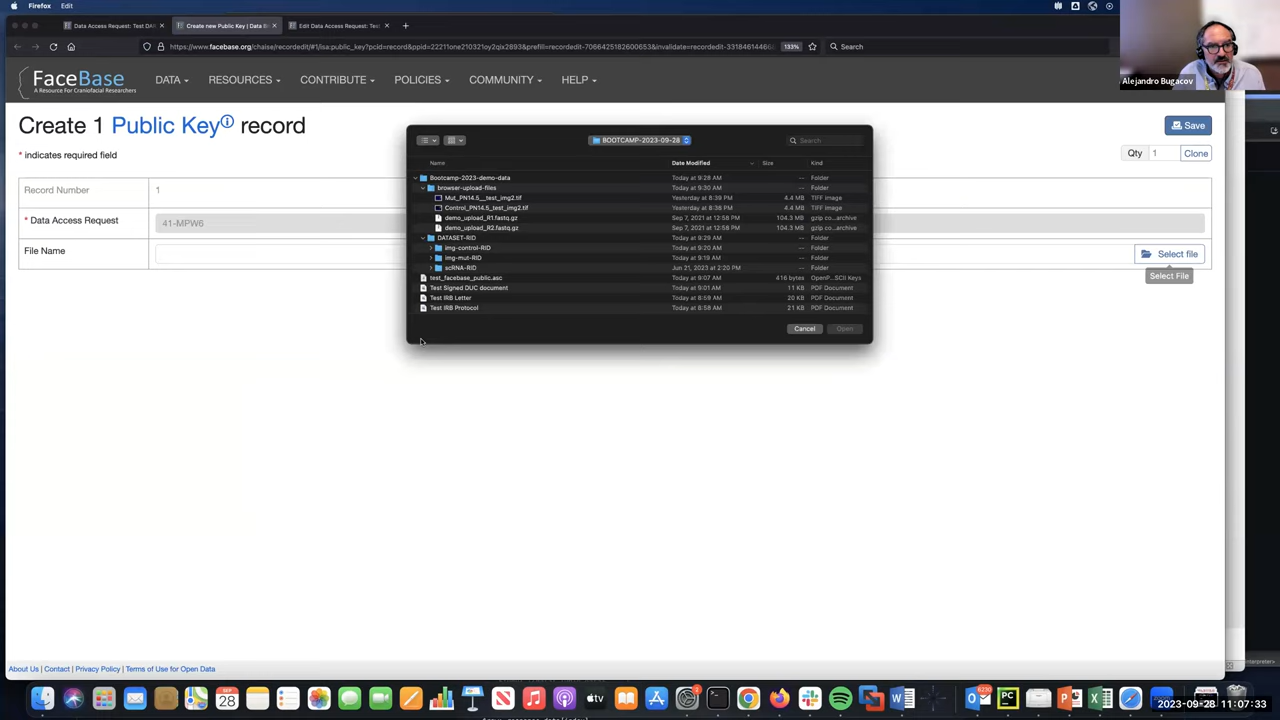 Firefox Edit
Data Access Request: Test DAR
Create new Public Key | Data B
Edit Data Access Request: Test
133% Search
FaceBase
A Resource for Craniofacial Researchers
DATA RESOURCES CONTRIBUTE POLICIES COMMUNITY HELP
Alejandro Bugacov
Create 1 Public Key record
Save
* indicates required field
Qty 1 Clone
Record Number 1
* Data Access Request 41-MPW6
File Name
Select file
Select File
BOOTCAMP-2023-09-28
Search
Name Date Modified Size Kind
Bootcamp-2023-demo-data Today at 9:28 AM -- Folder
browser-upload-files Today at 9:30 AM -- Folder
Mut_PN14.5__test_img2.tif Yesterday at 8:39 PM 4.4 MB TIFF image
Control_PN14.5_test_img2.tif Yesterday at 8:38 PM 4.4 MB TIFF image
demo_upload_R1.fastq.gz Sep 7, 2021 at 12:58 PM 104.3 MB gzip co...archive
demo_upload_R2.fastq.gz Sep 7, 2021 at 12:58 PM 104.3 MB gzip co...archive
DATASET-RID Today at 9:29 AM -- Folder
img-control-RID Today at 9:20 AM -- Folder
img-mut-RID Today at 9:21 AM -- Folder
scRNA-RID Jun 21, 2023 at 2:20 PM -- Folder
test_facebase_public.asc Today at 9:07 AM 416 bytes OpenP...SCII Keys
Test Signed DUC document Today at 9:01 AM 11 KB PDF Document
Test IRB Letter Today at 8:59 AM 20 KB PDF Document
Test IRB Protocol Today at 8:58 AM 21 KB PDF Document
Cancel Open
About Us | Contact | Privacy Policy | Terms of Use for Open Data
SEP
28
2023-09-28 11:07:33